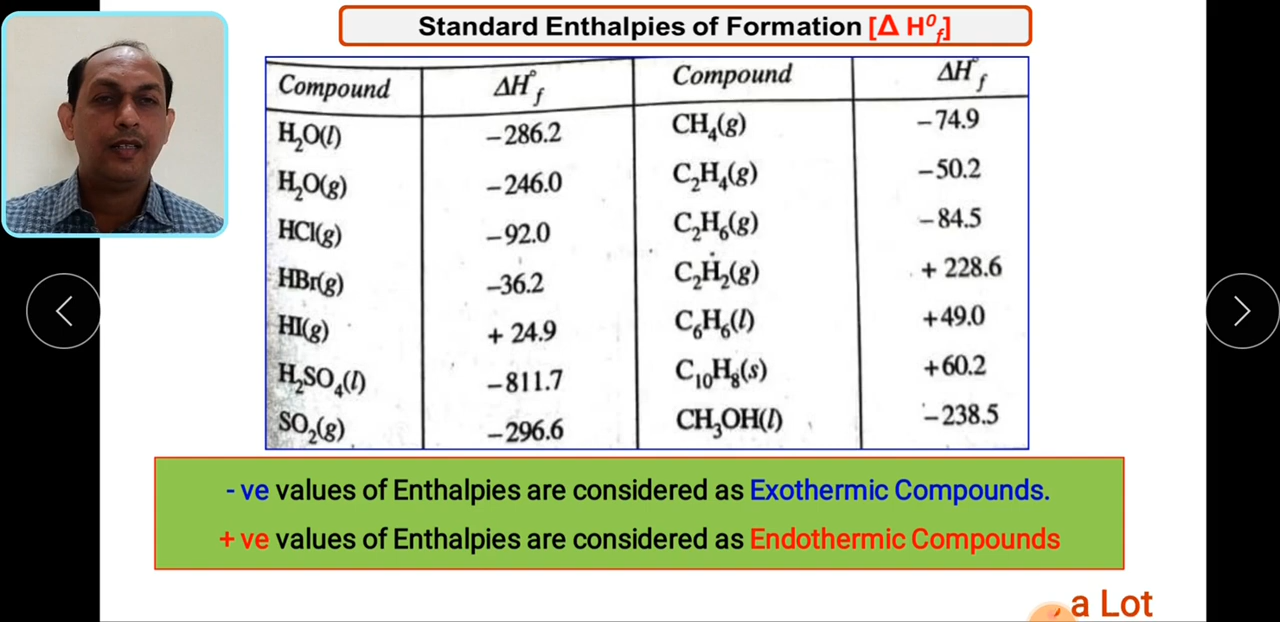 Standard Enthalpies of Formation [Δ H⁰f]
Compound ΔH°f Compound ΔH°f
H₂O(l) –286.2 CH₄(g) –74.9
H₂O(g) –246.0 C₂H₄(g) –50.2
HCl(g) –92.0 C₂H₆(g) –84.5
HBr(g) –36.2 C₂H₂(g) + 228.6
HI(g) + 24.9 C₆H₆(l) +49.0
H₂SO₄(l) –811.7 C₁₀H₈(s) +60.2
SO₂(g) –296.6 CH₃OH(l) –238.5
- ve values of Enthalpies are considered as Exothermic Compounds.
+ ve values of Enthalpies are considered as Endothermic Compounds
a Lot